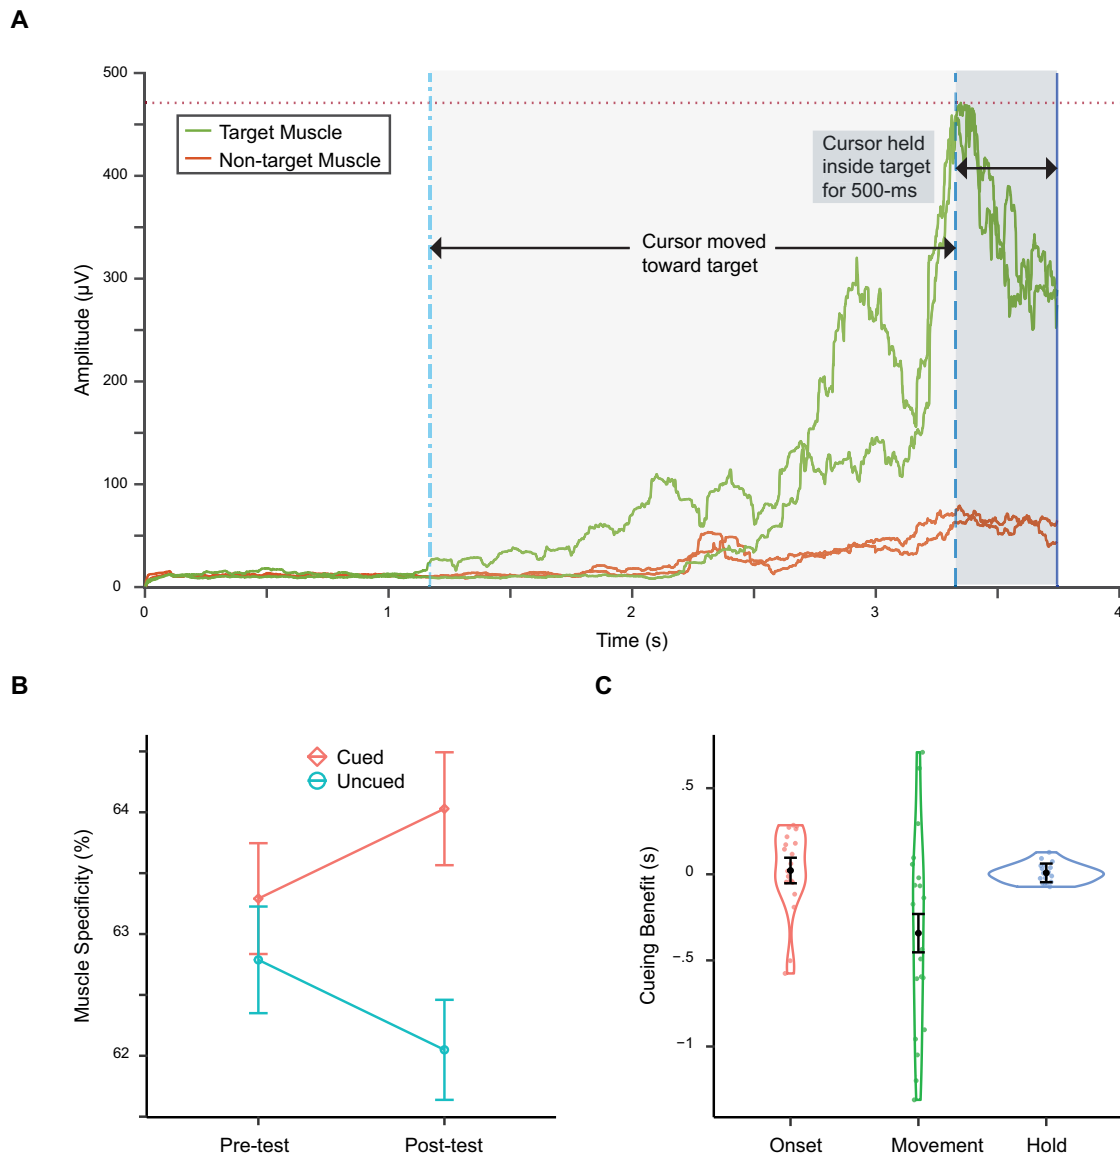 A
500
400
300
200
100
0
Amplitude (µV)
Target Muscle
Non-target Muscle
Cursor held
inside target
for 500-ms
Cursor moved
toward target
0
1
2
3
4
Time (s)
B
64
63
62
Muscle Specificity (%)
Cued
Uncued
Pre-test
Post-test
C
.5
0
−.5
−1
Cueing Benefit (s)
Onset
Movement
Hold